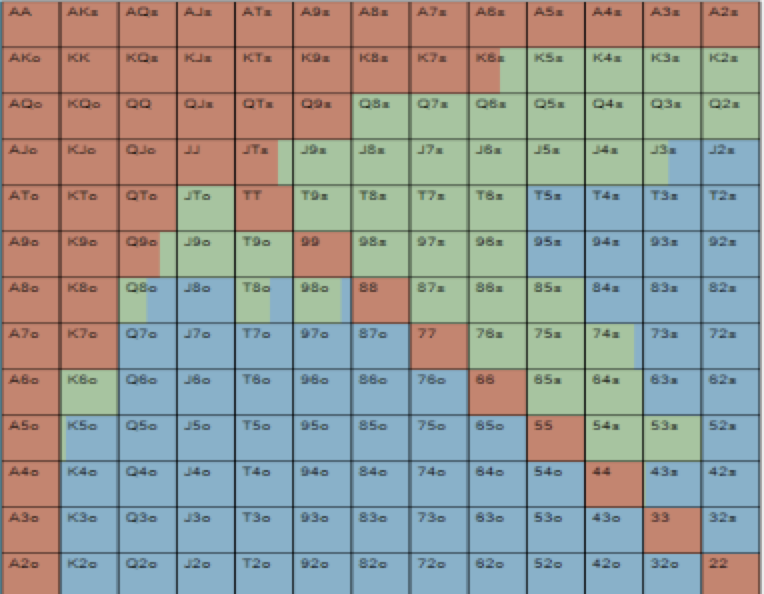 AA AKs AQs AJs ATs A9s A8s A7s A6s A5s A4s A3s A2s
AKo KK KQs KJs KTs K9s K8s K7s K6s K5s K4s K3s K2s
AQo KQo QQ QJs QTs Q9s Q8s Q7s Q6s Q5s Q4s Q3s Q2s
AJo KJo QJo JJ JTs J9s J8s J7s J6s J5s J4s J3s J2s
ATo KTo QTo JTo TT T9s T8s T7s T6s T5s T4s T3s T2s
A9o K9o Q9o J9o T9o 99 98s 97s 96s 95s 94s 93s 92s
A8o K8o Q8o J8o T8o 98o 88 87s 86s 85s 84s 83s 82s
A7o K7o Q7o J7o T7o 97o 87o 77 76s 75s 74s 73s 72s
A6o K6o Q6o J6o T6o 96o 86o 76o 66 65s 64s 63s 62s
A5o K5o Q5o J5o T5o 95o 85o 75o 65o 55 54s 53s 52s
A4o K4o Q4o J4o T4o 94o 84o 74o 64o 54o 44 43s 42s
A3o K3o Q3o J3o T3o 93o 83o 73o 63o 53o 43o 33 32s
A2o K2o Q2o J2o T2o 92o 82o 72o 62o 52o 42o 32o 22